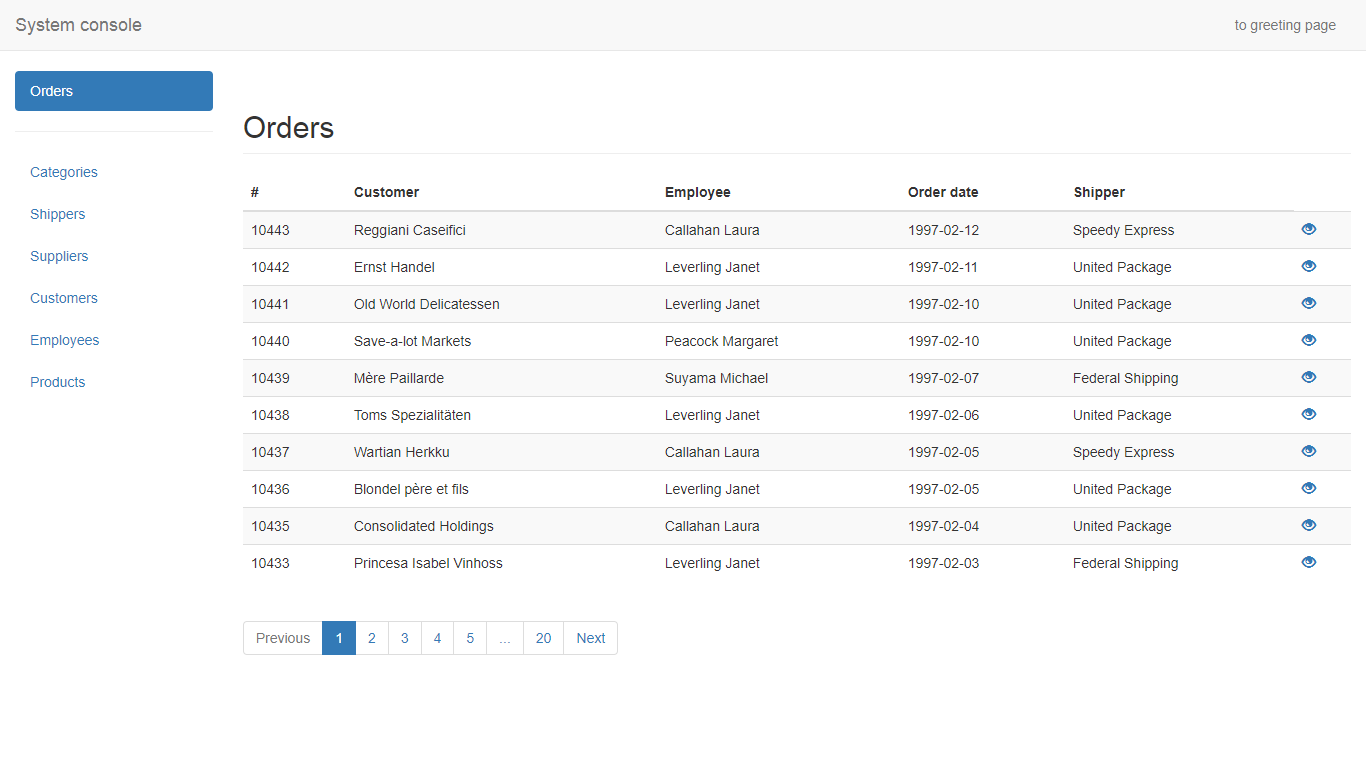 System console to greeting page
Orders
Orders
Categories
Shippers
Suppliers
Customers
Employees
Products
# Customer Employee Order date Shipper
10443 Reggiani Caseifici Callahan Laura 1997-02-12 Speedy Express
10442 Ernst Handel Leverling Janet 1997-02-11 United Package
10441 Old World Delicatessen Leverling Janet 1997-02-10 United Package
10440 Save-a-lot Markets Peacock Margaret 1997-02-10 United Package
10439 Mère Paillarde Suyama Michael 1997-02-07 Federal Shipping
10438 Toms Spezialitäten Leverling Janet 1997-02-06 United Package
10437 Wartian Herkku Callahan Laura 1997-02-05 Speedy Express
10436 Blondel père et fils Leverling Janet 1997-02-05 United Package
10435 Consolidated Holdings Callahan Laura 1997-02-04 United Package
10433 Princesa Isabel Vinhoss Leverling Janet 1997-02-03 Federal Shipping
Previous 1 2 3 4 5 ... 20 Next